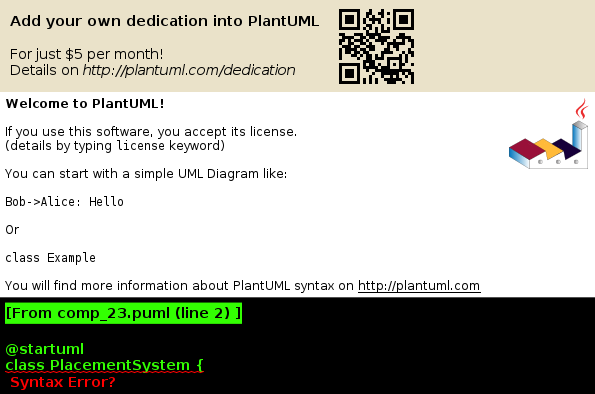 Add your own dedication into PlantUML
For just $5 per month!
Details on http://plantuml.com/dedication
Welcome to PlantUML!
If you use this software, you accept its license.
(details by typing license keyword)
You can start with a simple UML Diagram like:
Bob->Alice: Hello
Or
class Example
You will find more information about PlantUML syntax on http://plantuml.com
[From comp_23.puml (line 2) ]
@startuml
class PlacementSystem {
Syntax Error?